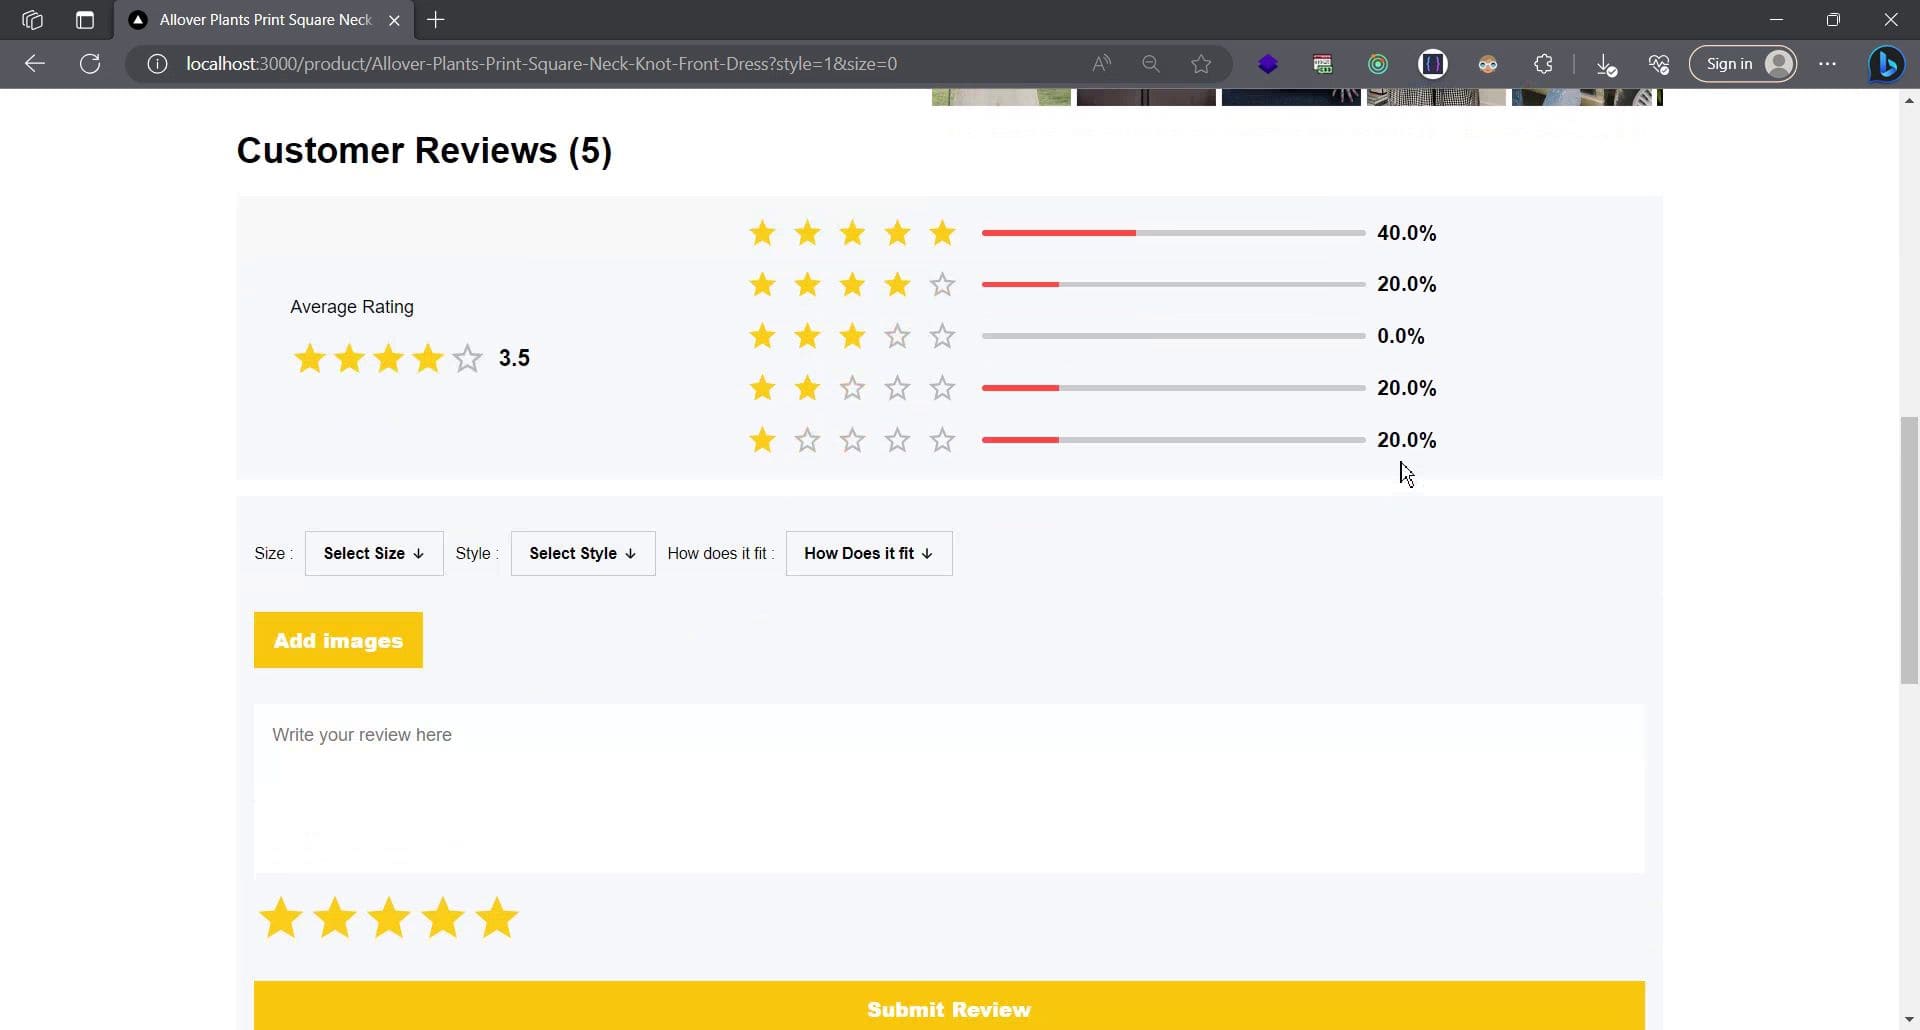 Allover Plants Print Square Neck
localhost:3000/product/Allover-Plants-Print-Square-Neck-Knot-Front-Dress?style=1&size=0
Sign in
Customer Reviews (5)
40.0%
20.0%
Average Rating
0.0%
3.5
20.0%
20.0%
Size : Select Size ↓ Style : Select Style ↓ How does it fit : How Does it fit ↓
Add images
Write your review here
Submit Review